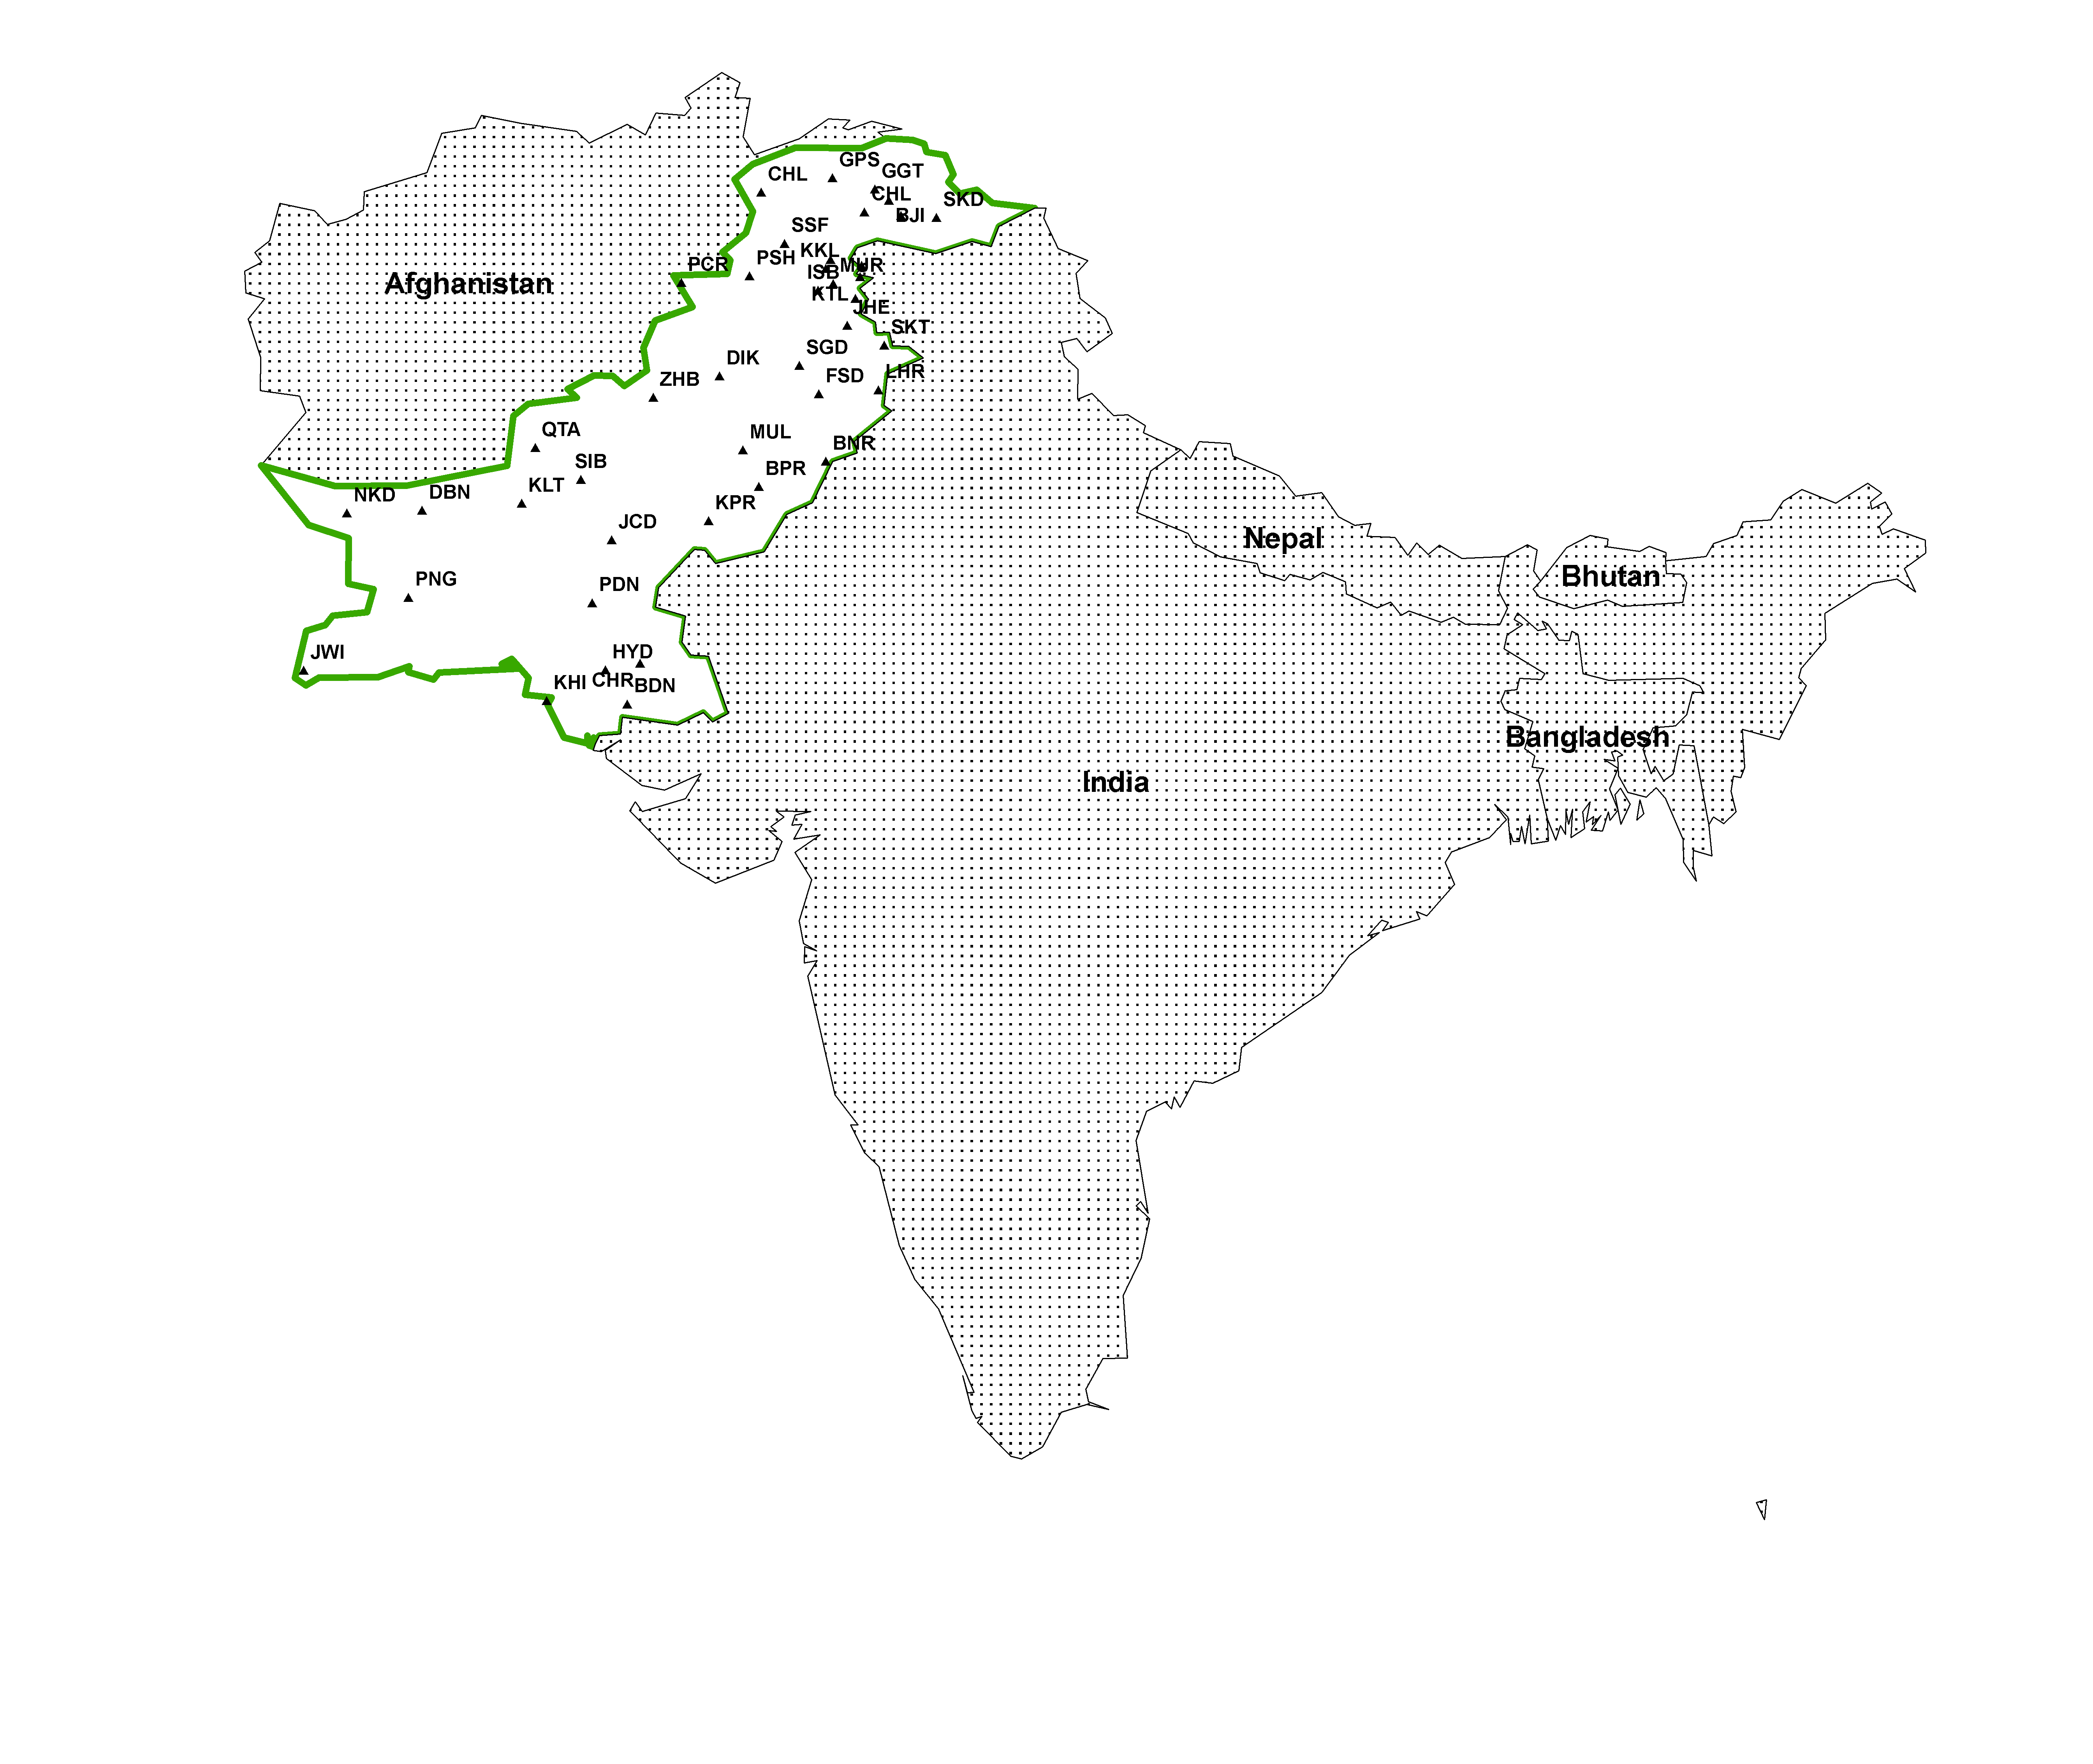 GPS
GGT
CHL
CHL
SKD
BJI
SSF
KKL
PSH
PCR
MUR
ISB
Afghanistan
KTL
JHE
SKT
SGD
DIK
LHR
FSD
ZHB
QTA
MUL
BNR
SIB
BPR
KLT
DBN
NKD
KPR
JCD
Nepal
Bhutan
PNG
PDN
HYD
JWI
CHR
KHI
BDN
Bangladesh
India